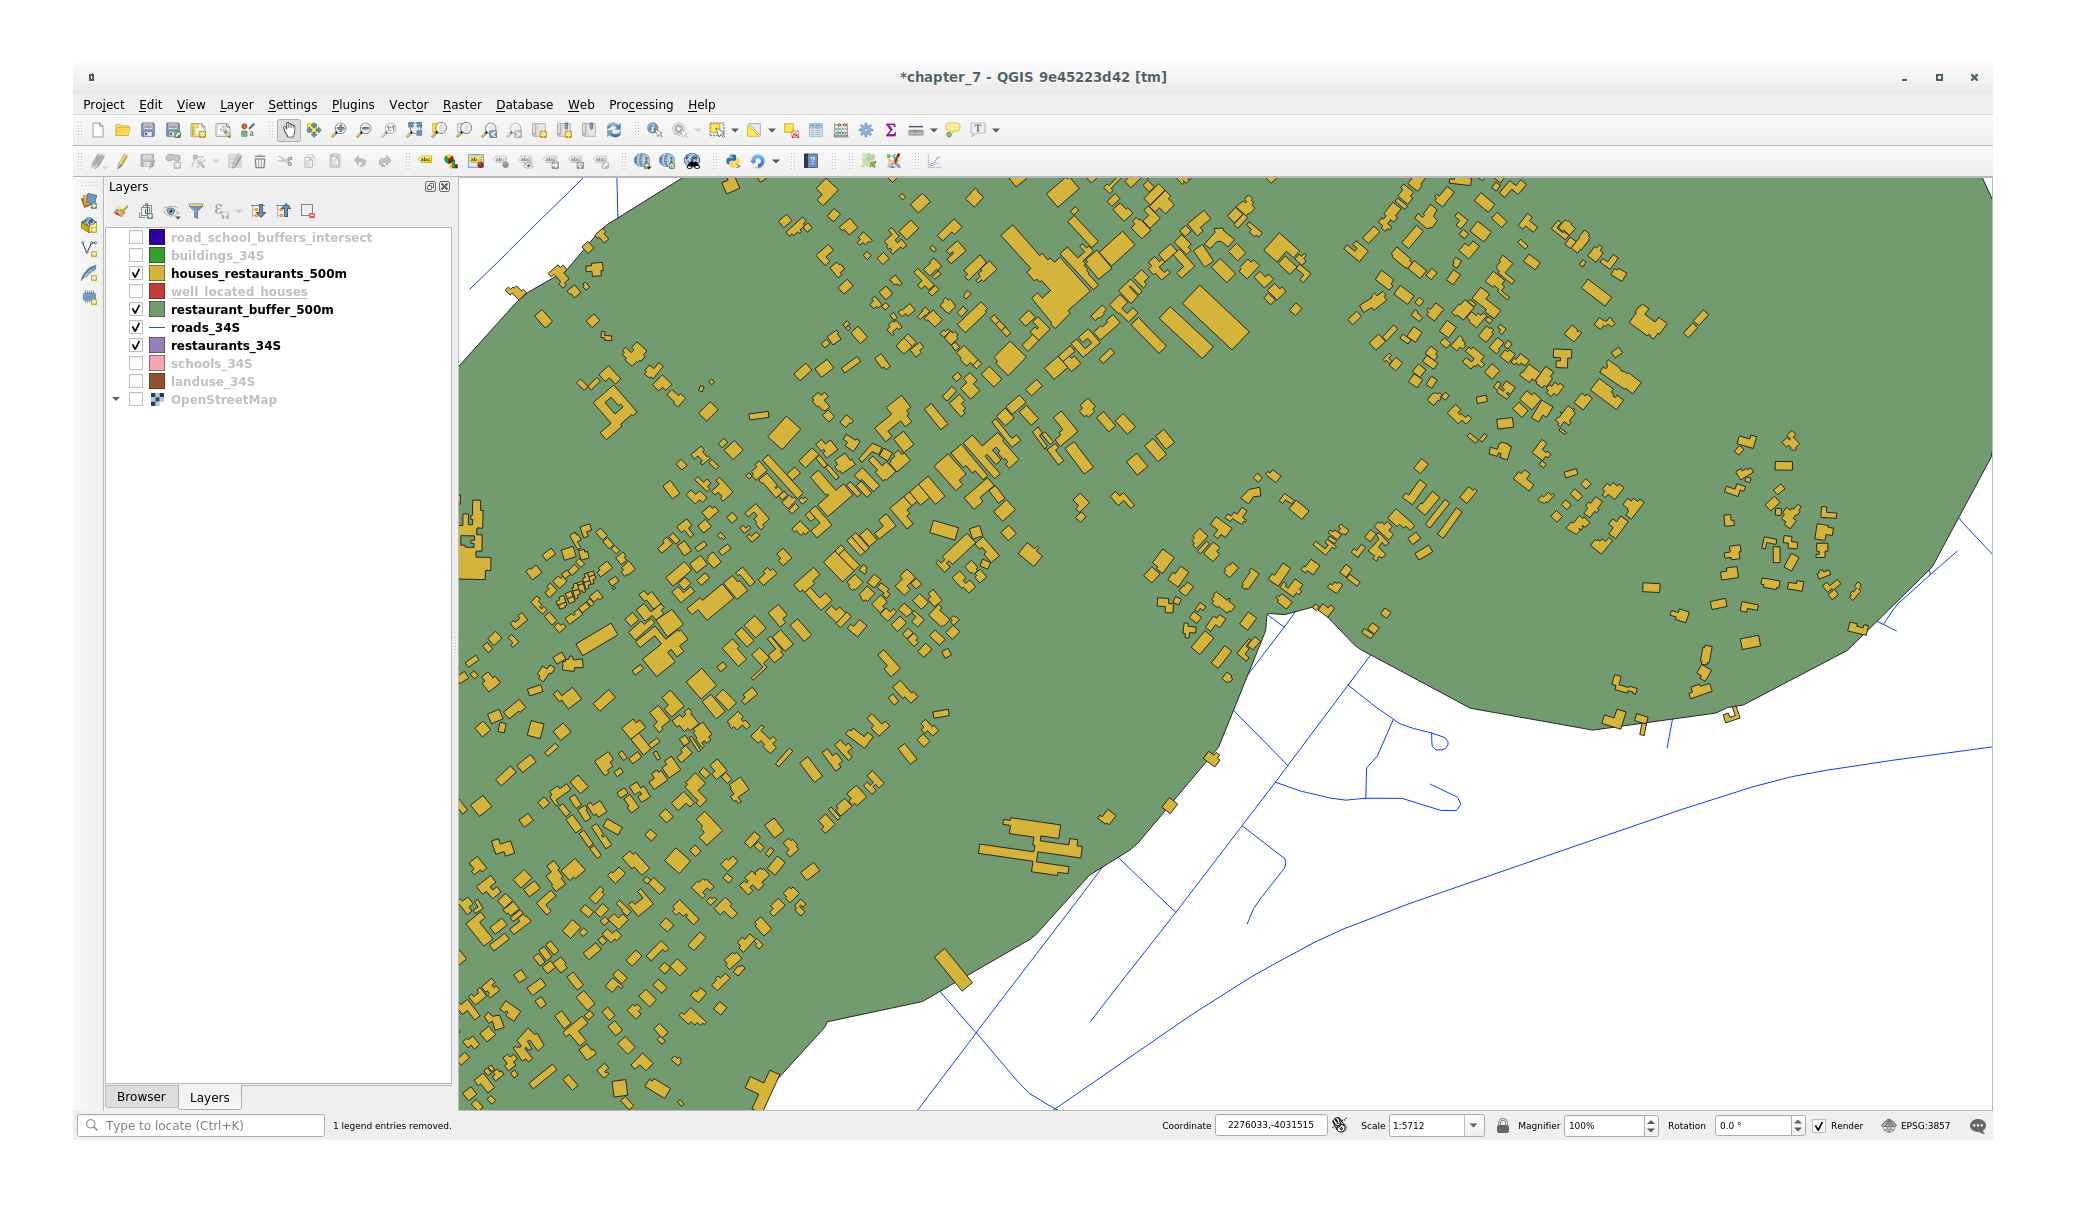 *chapter_7 - QGIS 9e45223d42 [tm]
Project Edit View Layer Settings Plugins Vector Raster Database Web Processing Help
Layers
road_school_buffers_intersect
buildings_34S
houses_restaurants_500m
well_located_houses
restaurant_buffer_500m
roads_34S
restaurants_34S
schools_34S
landuse_34S
OpenStreetMap
Browser Layers
Type to locate (Ctrl+K) 1 legend entries removed. Coordinate 2276033,-4031515 Scale 1:5712 Magnifier 100% Rotation 0.0 ° Render EPSG:3857